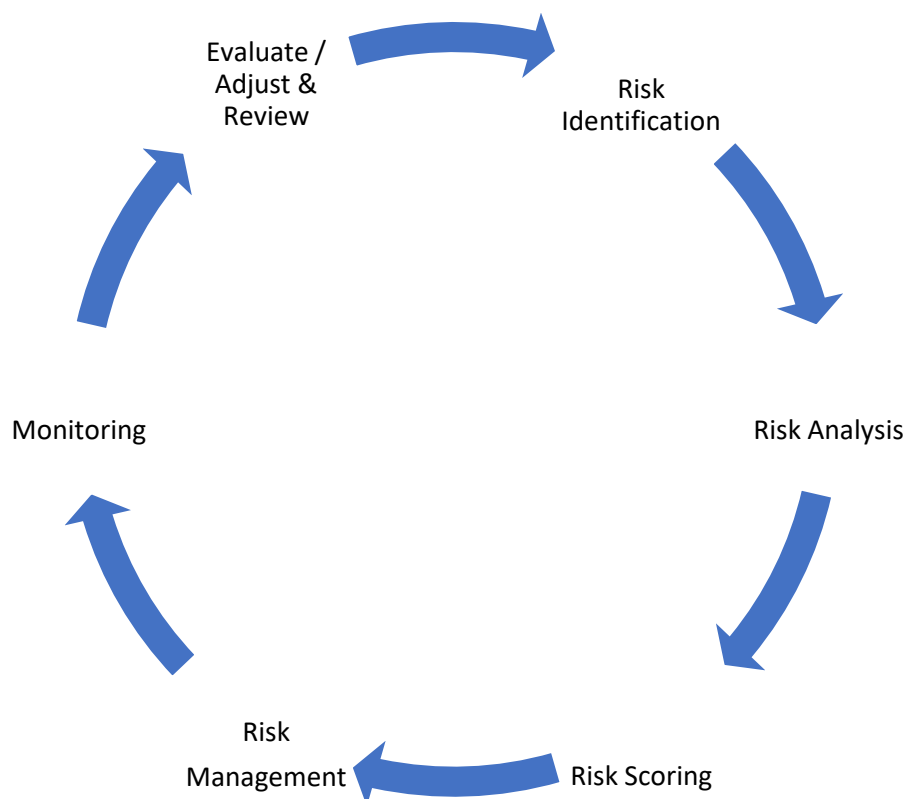 Evaluate /
Adjust &
Review
Risk
Identification
Risk Analysis
Risk Scoring
Risk
Management
Monitoring